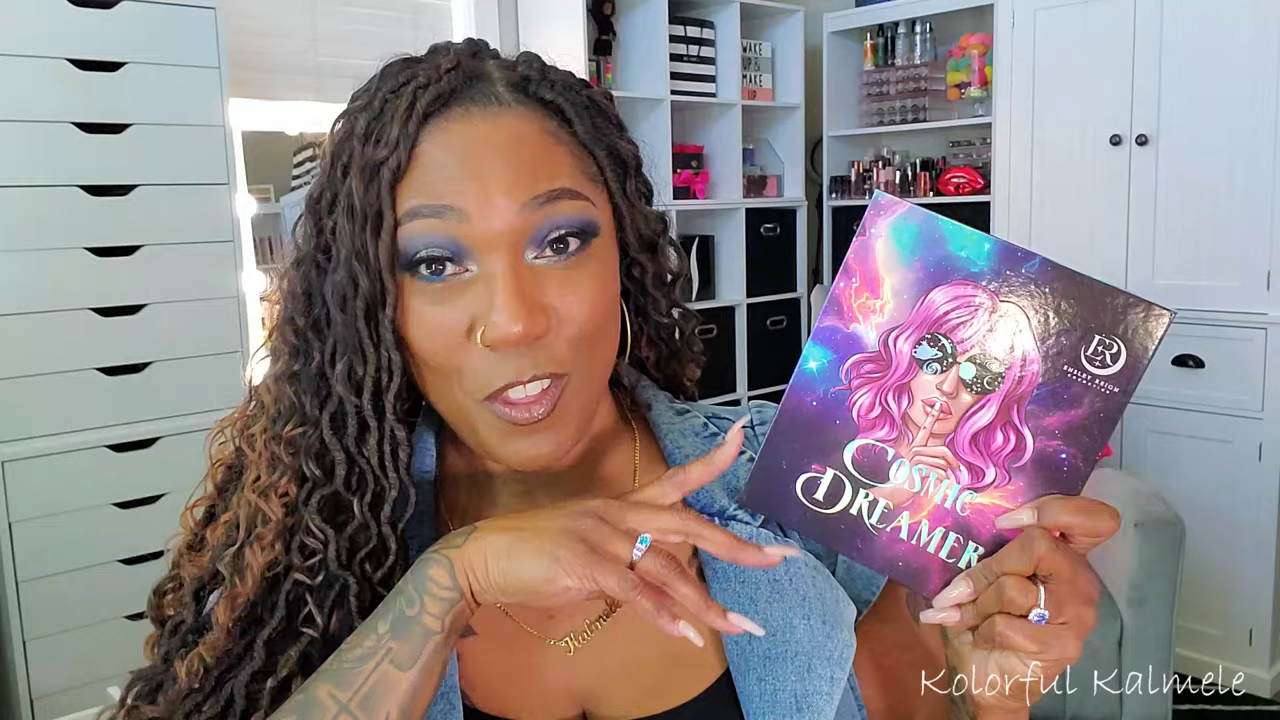 WAKE
UP &
MAKE
UP
ER
ENSLEY REIGN
COSMIC
DREAMER
Kalmele
Kolorful Kalmele